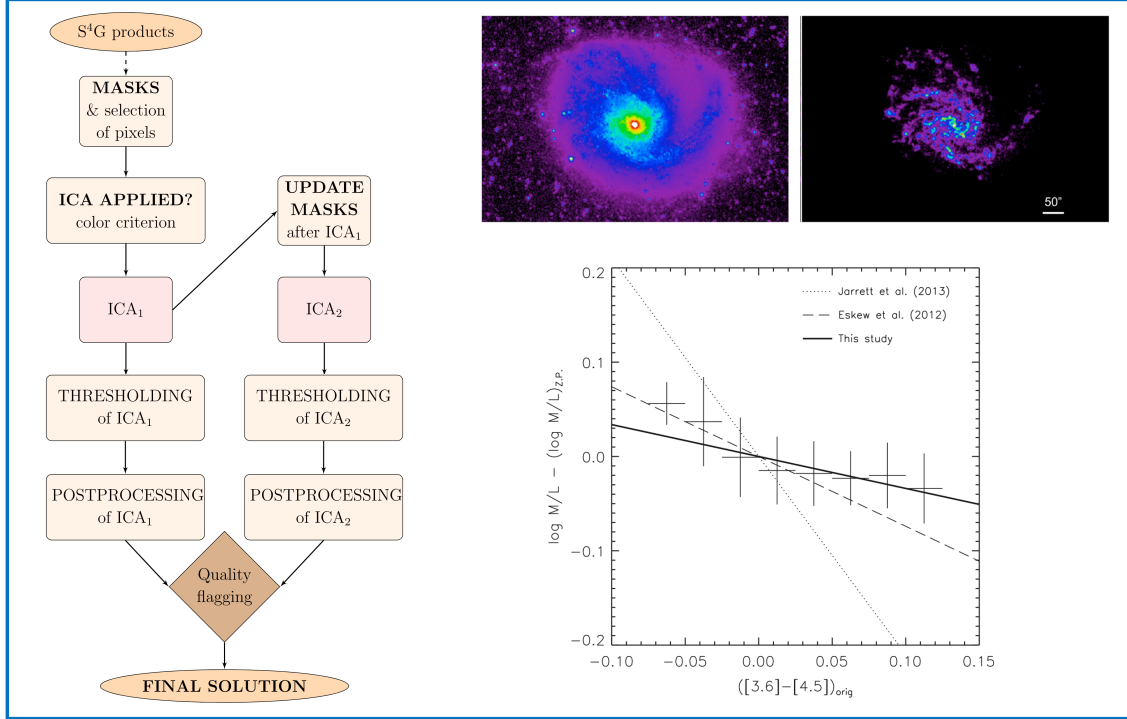 S⁴G products
MASKS
& selection
of pixels
ICA APPLIED?
color criterion
UPDATE
MASKS
after ICA₁
ICA₁
ICA₂
THRESHOLDING
of ICA₁
THRESHOLDING
of ICA₂
POSTPROCESSING
of ICA₁
POSTPROCESSING
of ICA₂
Quality
flagging
FINAL SOLUTION
50"
0.2
0.1
0.0
−0.1
−0.2
log M/L − (log M/L)Z.P.
Jarrett et al. (2013)
Eskew et al. (2012)
This study
−0.10 −0.05 0.00 0.05 0.10 0.15
([3.6]−[4.5])orig